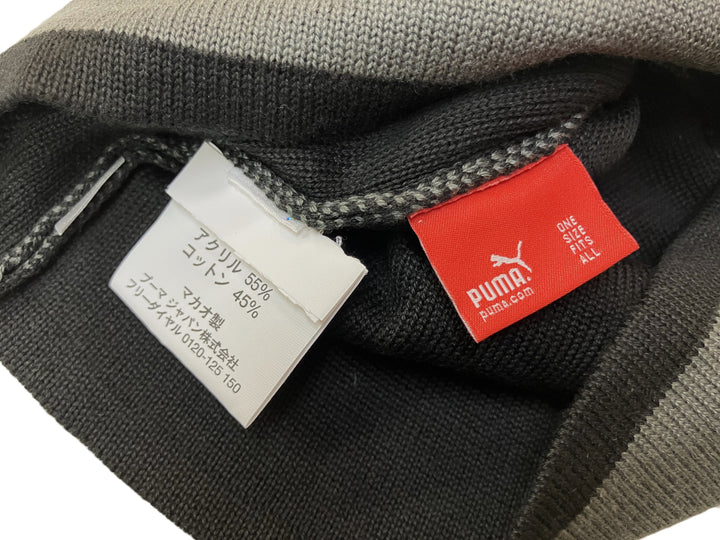 アクリル 55%
コットン 45%
マカオ製
プーマ ジャパン株式会社
フリーダイヤル 0120-125 150
PUMA
puma.com
ONE
SIZE
FITS
ALL.